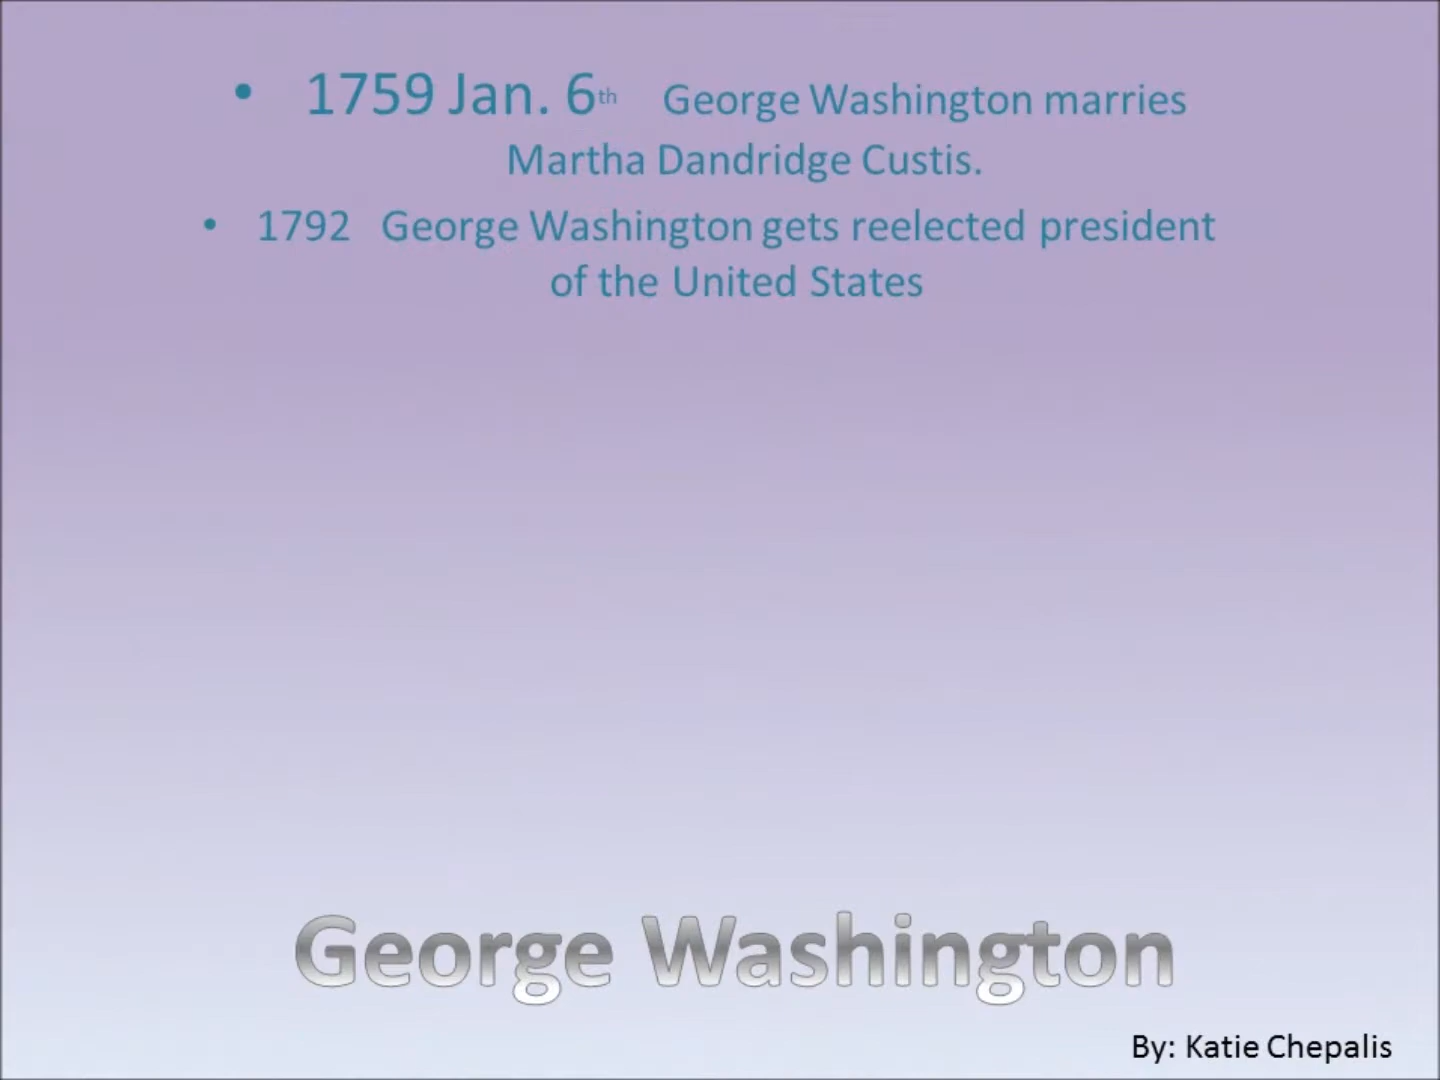 • 1759 Jan. 6th George Washington marries
Martha Dandridge Custis.
• 1792 George Washington gets reelected president
of the United States
George Washington
By: Katie Chepalis